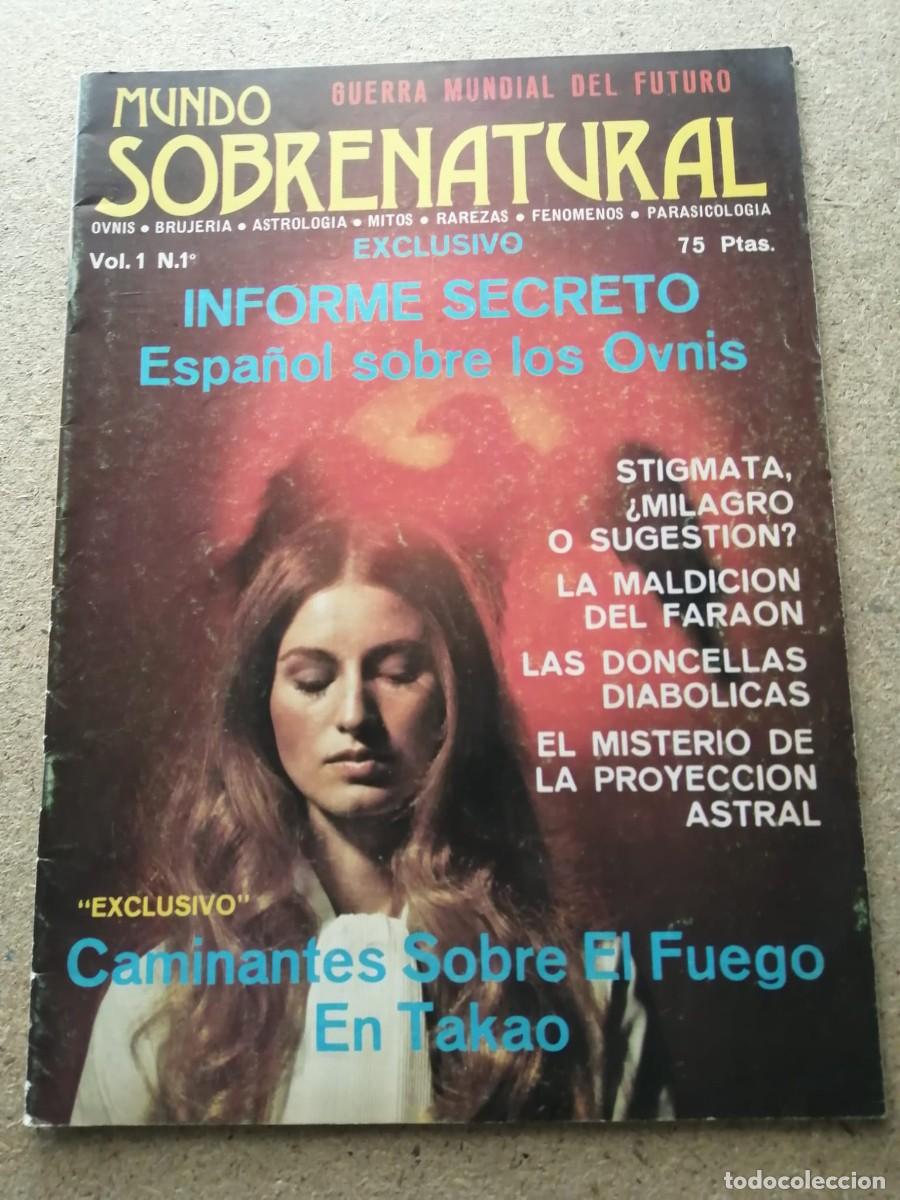 GUERRA MUNDIAL DEL FUTURO
MUNDO
SOBRENATURAL
OVNIS • BRUJERIA • ASTROLOGIA • MITOS • RAREZAS • FENOMENOS • PARASICOLOGIA
EXCLUSIVO
Vol. 1 N.1º
75 Ptas.
INFORME SECRETO
Español sobre los Ovnis
STIGMATA,
¿MILAGRO
O SUGESTION?
LA MALDICION
DEL FARAON
LAS DONCELLAS
DIABOLICAS
EL MISTERIO DE
LA PROYECCION
ASTRAL
"EXCLUSIVO"
Caminantes Sobre El Fuego
En Takao
todocoleccion